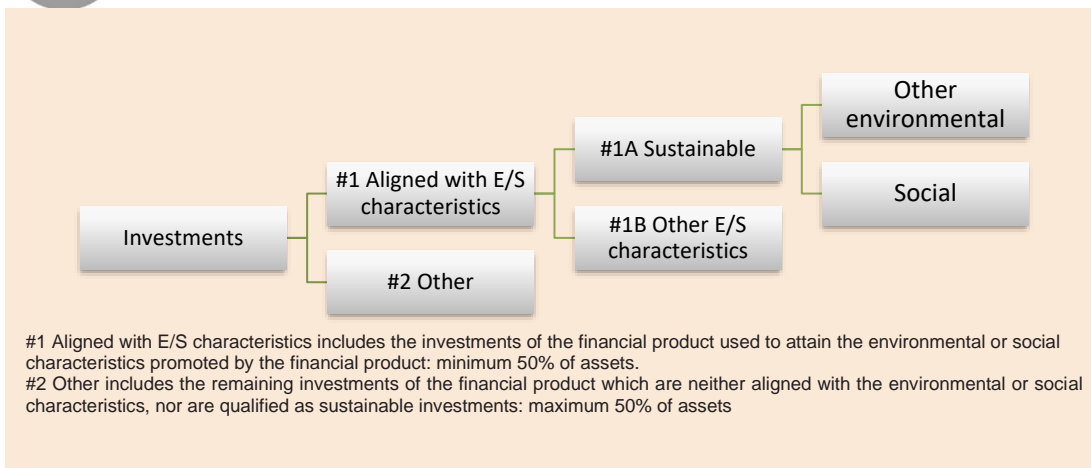 Other
environmental
#1A Sustainable
#1 Aligned with E/S
characteristics
Social
Investments
#1B Other E/S
characteristics
#2 Other
#1 Aligned with E/S characteristics includes the investments of the financial product used to attain the environmental or social
characteristics promoted by the financial product: minimum 50% of assets.
#2 Other includes the remaining investments of the financial product which are neither aligned with the environmental or social
characteristics, nor are qualified as sustainable investments: maximum 50% of assets